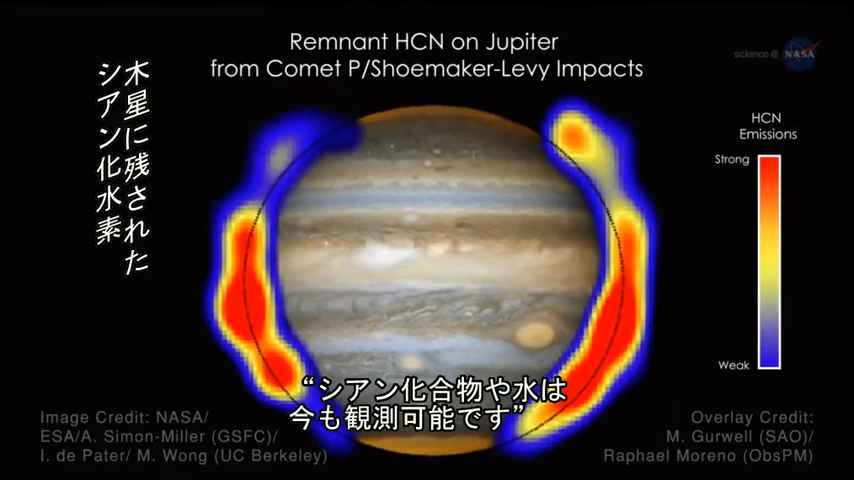 Remnant HCN on Jupiter
from Comet P/Shoemaker-Levy Impacts
science @ NASA
木星に残された
シアン化水素
HCN
Emissions
Strong
Weak
“シアン化合物や水は
今も観測可能です”
Image Credit: NASA/
ESA/A. Simon-Miller (GSFC)/
I. de Pater/ M. Wong (UC Berkeley)
Overlay Credit:
M. Gurwell (SAO)/
Raphael Moreno (ObsPM)